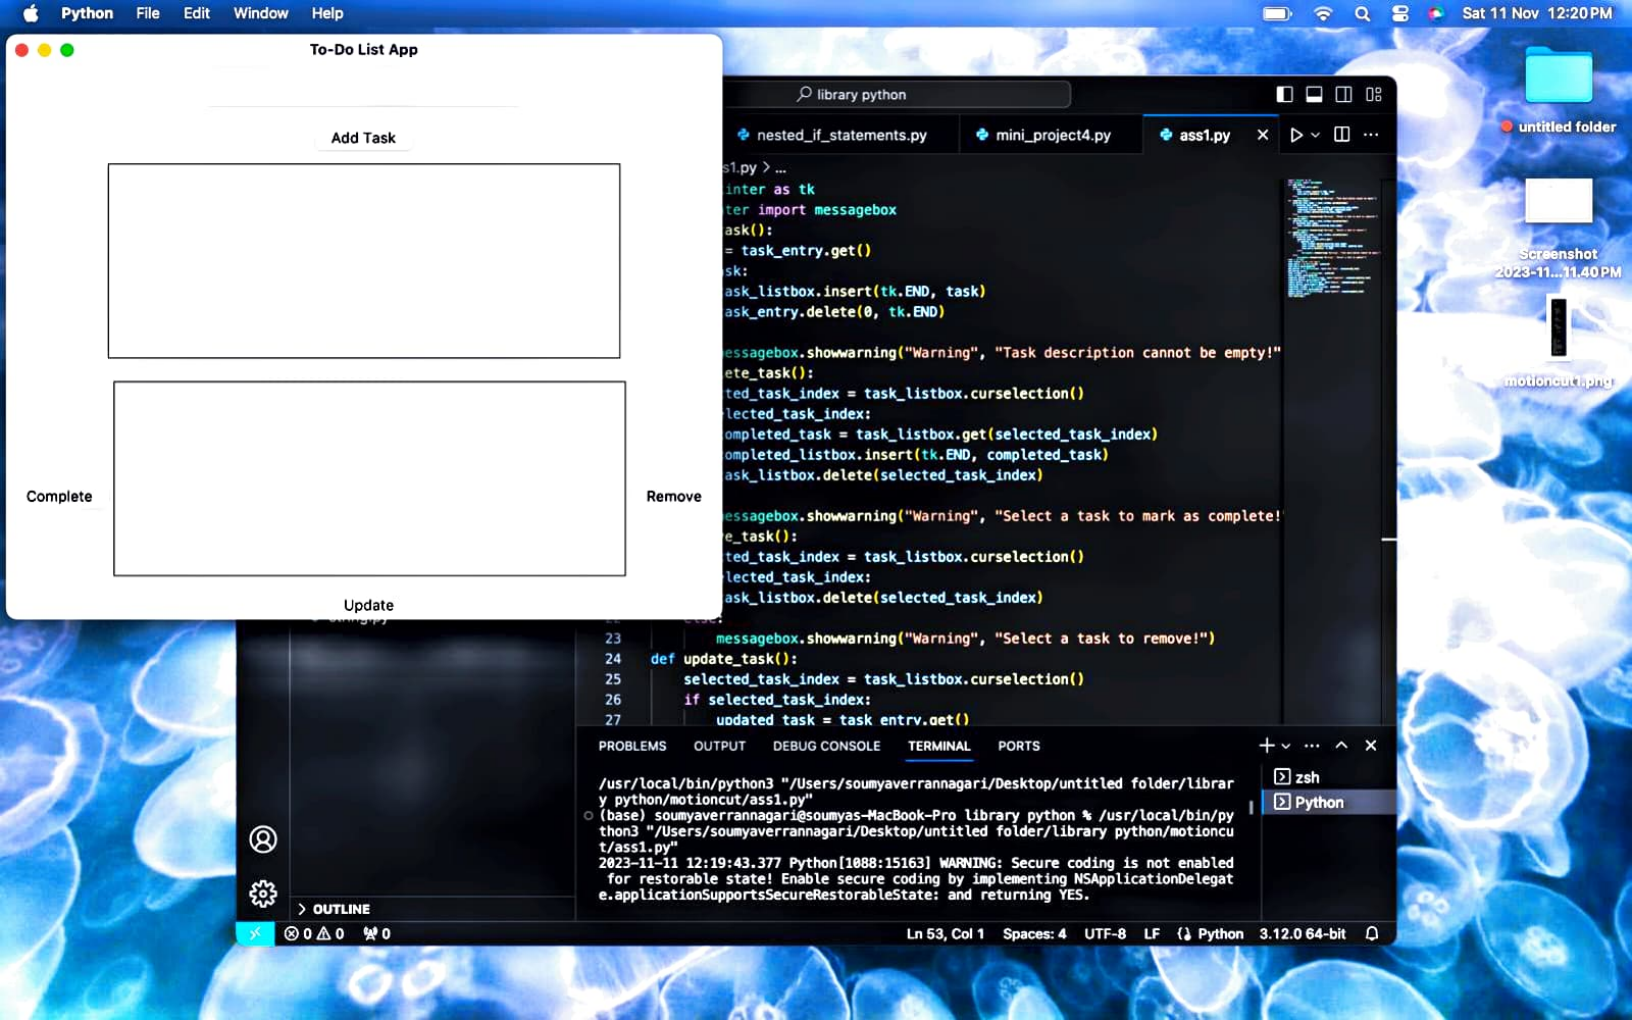 Python File Edit Window Help
Sat 11 Nov 12:20 PM
To-Do List App
Add Task
Complete
Remove
Update
library python
nested_if_statements.py
mini_project4.py
ass1.py
s1.py > ...
inter as tk
ter import messagebox
ask():
= task_entry.get()
sk:
ask_listbox.insert(tk.END, task)
ask_entry.delete(0, tk.END)
essagebox.showwarning("Warning", "Task description cannot be empty!"
ete_task():
ted_task_index = task_listbox.curselection()
lected_task_index:
ompleted_task = task_listbox.get(selected_task_index)
ompleted_listbox.insert(tk.END, completed_task)
ask_listbox.delete(selected_task_index)
essagebox.showwarning("Warning", "Select a task to mark as complete!
e_task():
ted_task_index = task_listbox.curselection()
lected_task_index:
ask_listbox.delete(selected_task_index)
23 messagebox.showwarning("Warning", "Select a task to remove!")
24 def update_task():
25 selected_task_index = task_listbox.curselection()
26 if selected_task_index:
27 updated_task = task_entry.get()
PROBLEMS OUTPUT DEBUG CONSOLE TERMINAL PORTS
/usr/local/bin/python3 "/Users/soumyaverrannagari/Desktop/untitled folder/librar
y python/motioncut/ass1.py"
(base) soumyaverrannagari@soumyas-MacBook-Pro library python % /usr/local/bin/py
thon3 "/Users/soumyaverrannagari/Desktop/untitled folder/library python/motioncu
t/ass1.py"
2023-11-11 12:19:43.377 Python[1088:15163] WARNING: Secure coding is not enabled
for restorable state! Enable secure coding by implementing NSApplicationDelegat
e.applicationSupportsSecureRestorableState: and returning YES.
zsh
Python
OUTLINE
0 0 0
Ln 53, Col 1 Spaces: 4 UTF-8 LF Python 3.12.0 64-bit
untitled folder
Screenshot
2023-11...11.40 PM
motioncut1.png